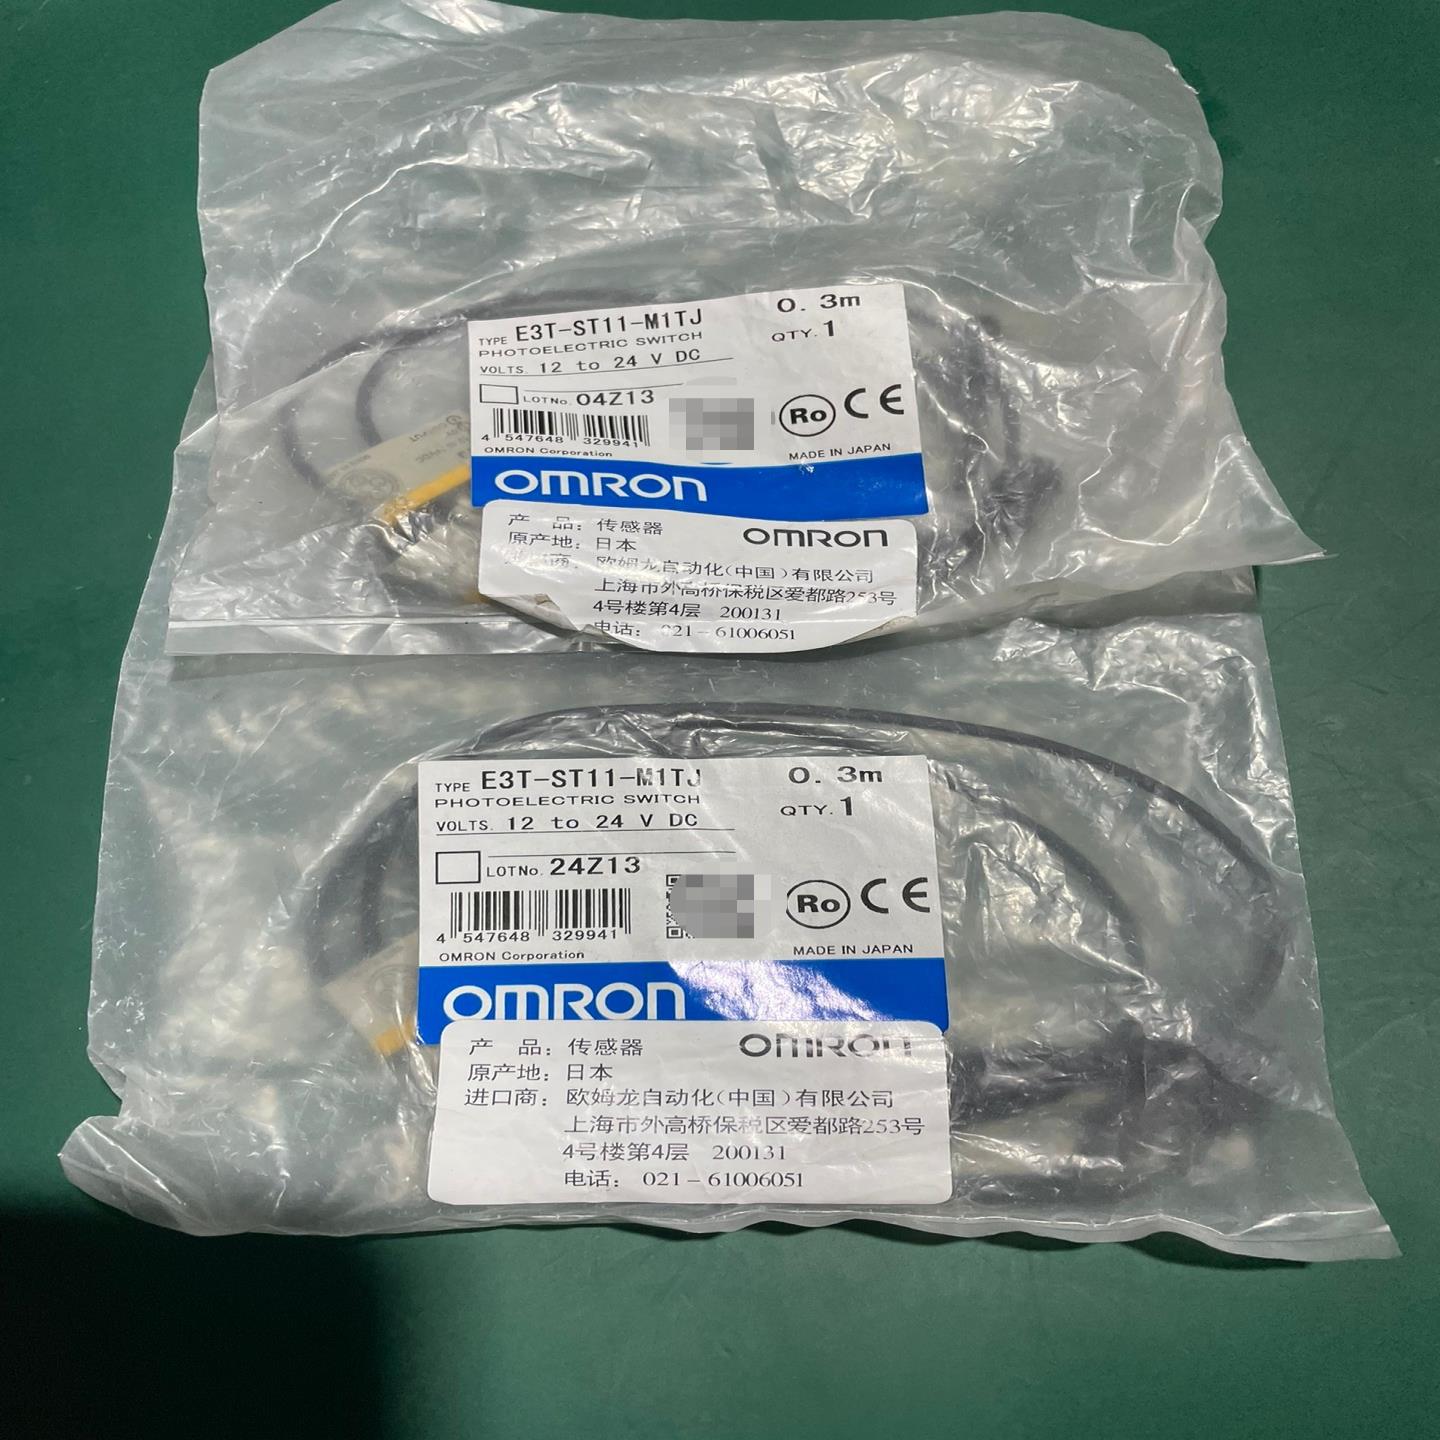 TYPE E3T-ST11-M1TJ 0. 3m
PHOTOELECTRIC SWITCH QTY. 1
VOLTS. 12 to 24 V DC
LOTNo. 04Z13
Ro CE
4 547648 329941
OMRON Corporation MADE IN JAPAN
OMRON
产 品: 传感器 OMRON
原产地: 日本
进口商: 欧姆龙自动化(中国)有限公司
上海市外高桥保税区爱都路253号
4号楼第4层 200131
电话: 021-61006051
TYPE E3T-ST11-M1TJ 0. 3m
PHOTOELECTRIC SWITCH QTY. 1
VOLTS. 12 to 24 V DC
LOTNo. 24Z13
Ro CE
4 547648 329941
OMRON Corporation MADE IN JAPAN
OMRON
产 品: 传感器 OMRON
原产地: 日本
进口商: 欧姆龙自动化(中国)有限公司
上海市外高桥保税区爱都路253号
4号楼第4层 200131
电话: 021-61006051